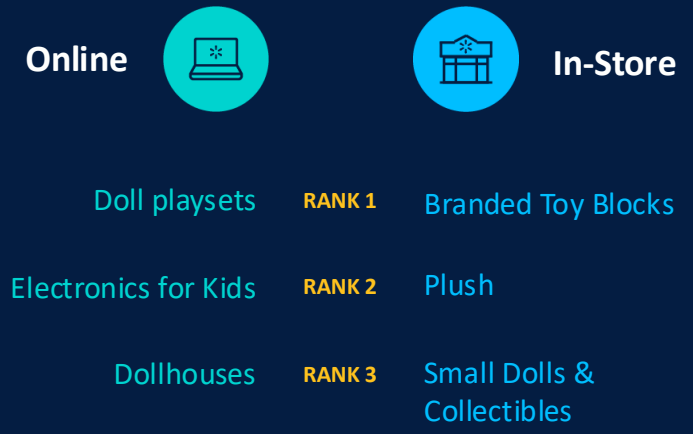 Online
In-Store
Doll playsets RANK 1 Branded Toy Blocks
Electronics for Kids RANK 2 Plush
Dollhouses RANK 3 Small Dolls &
Collectibles